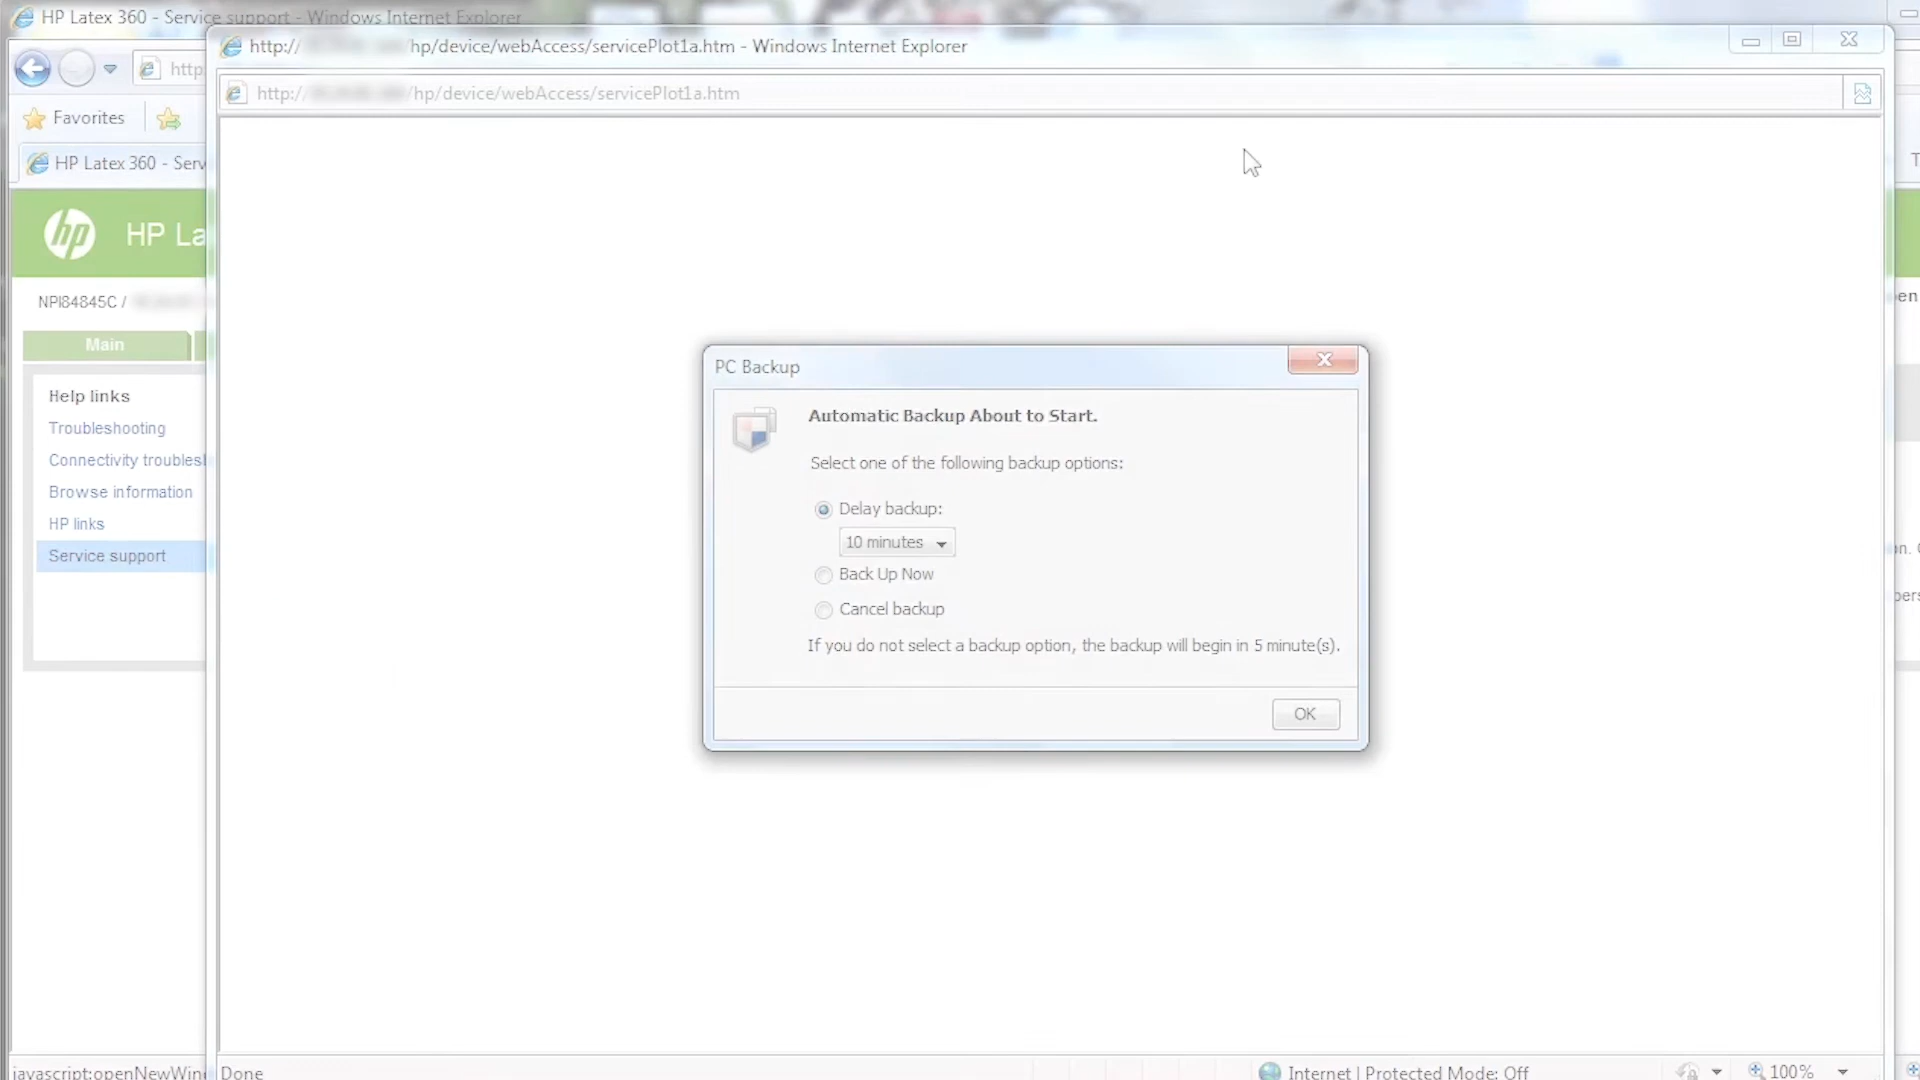 HP Latex 360 - Service support - Windows Internet Explorer
http:// hp/device/webAccess/servicePlot1a.htm - Windows Internet Explorer
http:
http:// /hp/device/webAccess/servicePlot1a.htm
Favorites
HP Latex 360 - Serv
hp
HP La
NPI84845C /
Main
Help links
Troubleshooting
Connectivity troubles
Browse information
HP links
Service support
PC Backup
Automatic Backup About to Start.
Select one of the following backup options:
Delay backup:
10 minutes
Back Up Now
Cancel backup
If you do not select a backup option, the backup will begin in 5 minute(s).
OK
javascript:openNewWin
Done
Internet | Protected Mode: Off
100%